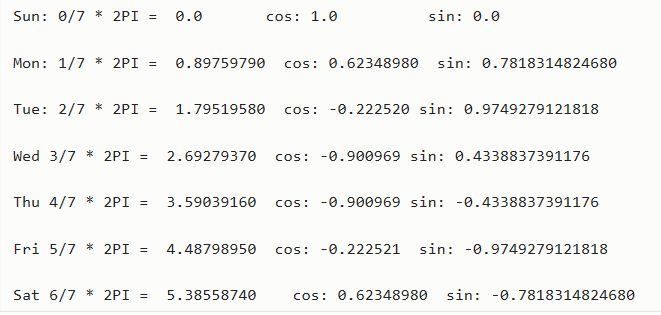 Sun: 0/7 * 2PI =  0.0       cos: 1.0          sin: 0.0
Mon: 1/7 * 2PI =  0.89759790  cos: 0.62348980  sin: 0.7818314824680
Tue: 2/7 * 2PI =  1.79519580  cos: -0.222520 sin: 0.9749279121818
Wed 3/7 * 2PI =  2.69279370  cos: -0.900969 sin: 0.4338837391176
Thu 4/7 * 2PI =  3.59039160  cos: -0.900969 sin: -0.4338837391176
Fri 5/7 * 2PI =  4.48798950  cos: -0.222521  sin: -0.9749279121818
Sat 6/7 * 2PI =  5.38558740    cos: 0.62348980  sin: -0.7818314824680